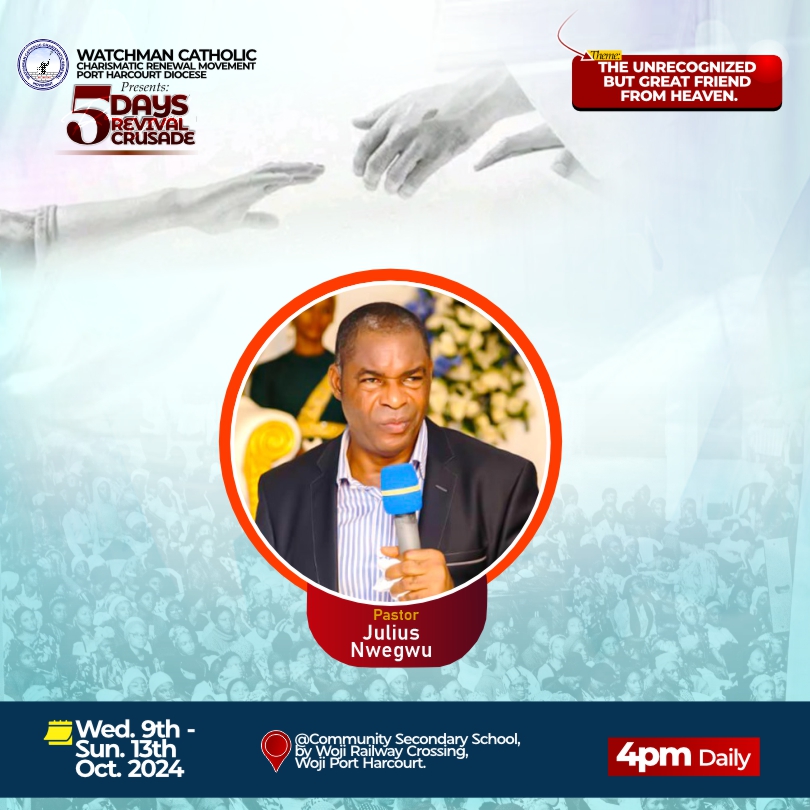 WATCHMAN CATHOLIC
CHARISMATIC RENEWAL MOVEMENT
PORT HARCOURT DIOCESE
Presents:
5 DAYS
REVIVAL
CRUSADE
Theme:
THE UNRECOGNIZED
BUT GREAT FRIEND
FROM HEAVEN.
Pastor
Julius
Nwegwu
Wed. 9th -
Sun. 13th
Oct. 2024
@Community Secondary School,
by Woji Railway Crossing,
Woji Port Harcourt.
4pm Daily